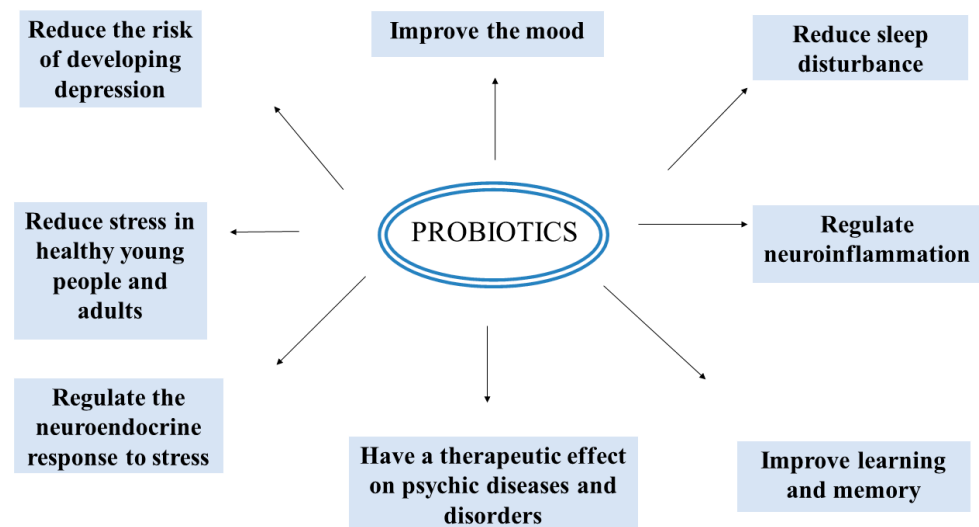 Reduce the risk
of developing
depression
Improve the mood
Reduce sleep
disturbance
Reduce stress in
healthy young
people and
adults
PROBIOTICS
Regulate
neuroinflammation
Regulate the
neuroendocrine
response to stress
Have a therapeutic effect
on psychic diseases and
disorders
Improve learning
and memory